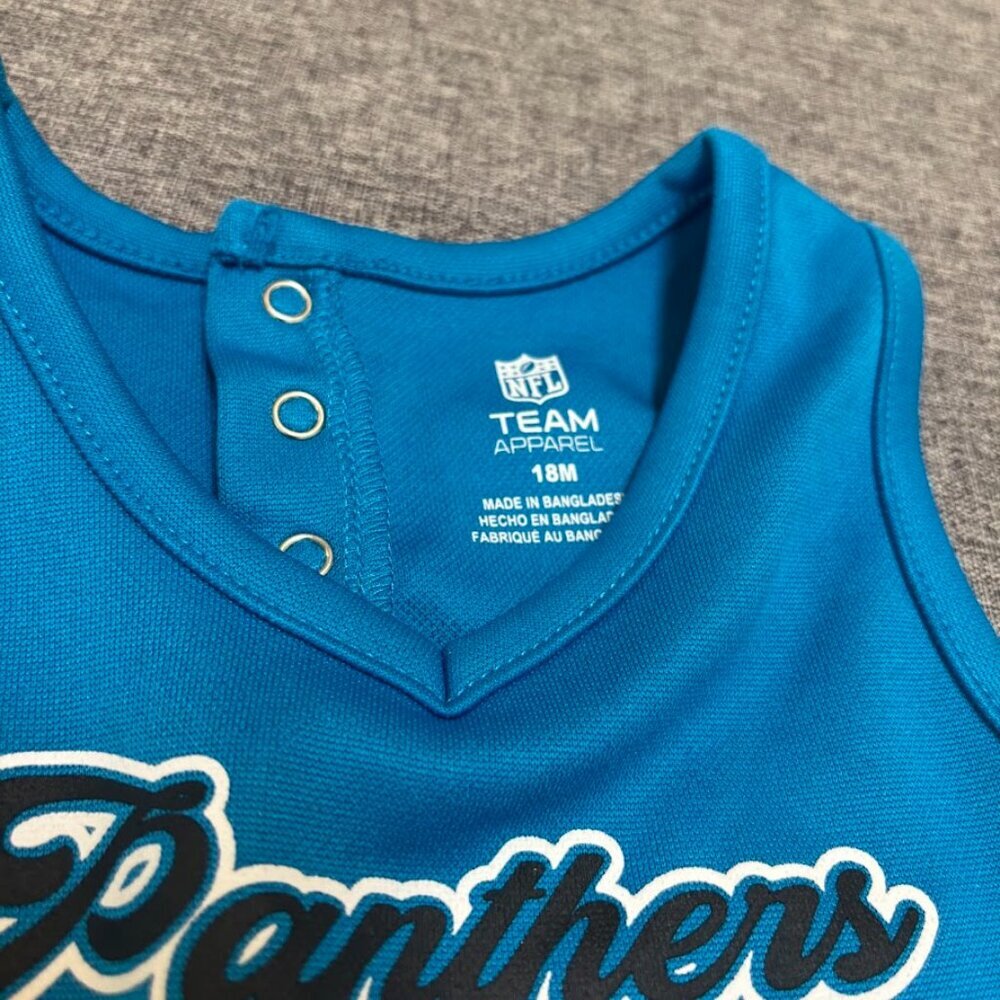 NFL
TEAM
APPAREL
18M
MADE IN BANGLADES
HECHO EN BANGLAD
FABRIQUÉ AU BANG
Panthers